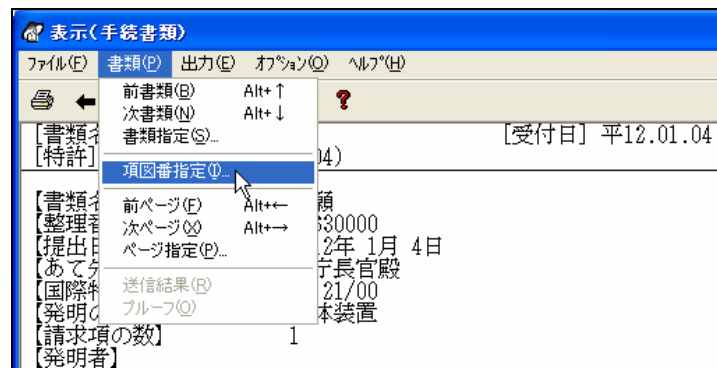 表示(手続書類)
ファイル(F) 書類(P) 出力(E) オプション(O) ヘルプ(H)
前書類(B) Alt+↑
次書類(N) Alt+↓
書類指定(S)...
項図番指定(I)...
前ページ(F) Alt+←
次ページ(X) Alt+→
ページ指定(P)...
送信結果(R)
プルーフ(O)
[書類名 [受付日] 平12.01.04
[特許] 04)
【書類名 願
【整理番 630000
【提出日 2年 1月 4日
【あて先 庁長官殿
【国際特 21/00
【発明の 体装置
【請求項の数】 1
【発明者】